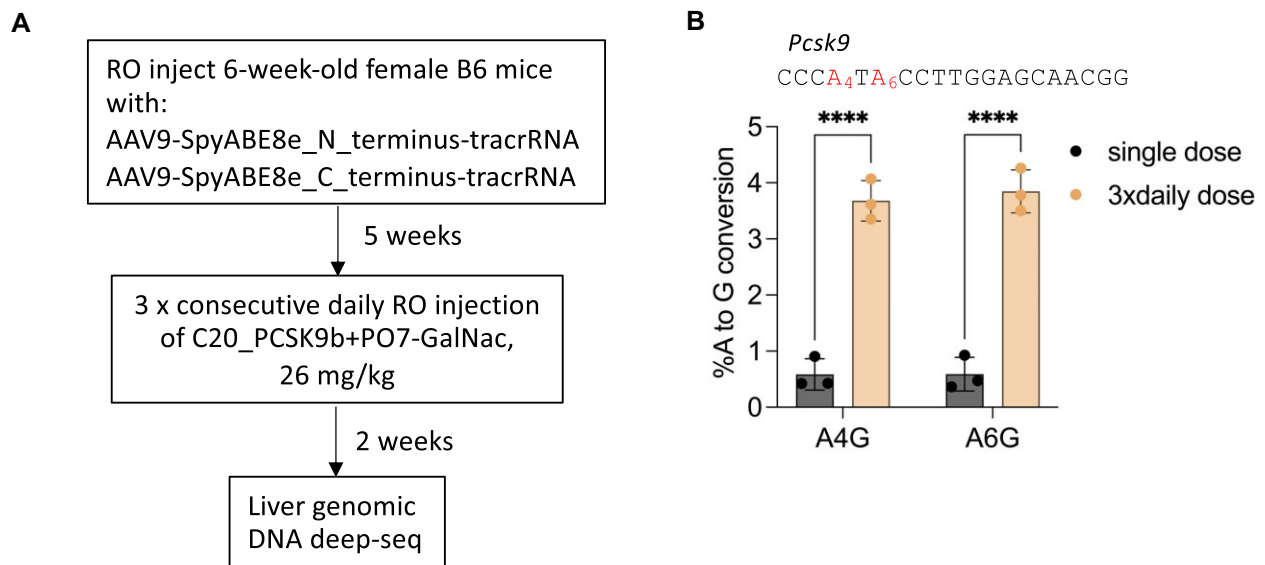 A
RO inject 6-week-old female B6 mice
with:
AAV9-SpyABE8e_N_terminus-tracrRNA
AAV9-SpyABE8e_C_terminus-tracrRNA
5 weeks
3 x consecutive daily RO injection
of C20_PCSK9b+PO7-GalNac,
26 mg/kg
2 weeks
Liver genomic
DNA deep-seq
B
Pcsk9
CCCA4TA6CCTTGGAGCAACGG
**** ****
%A to G conversion
5
4
3
2
1
0
A4G A6G
single dose
3xdaily dose